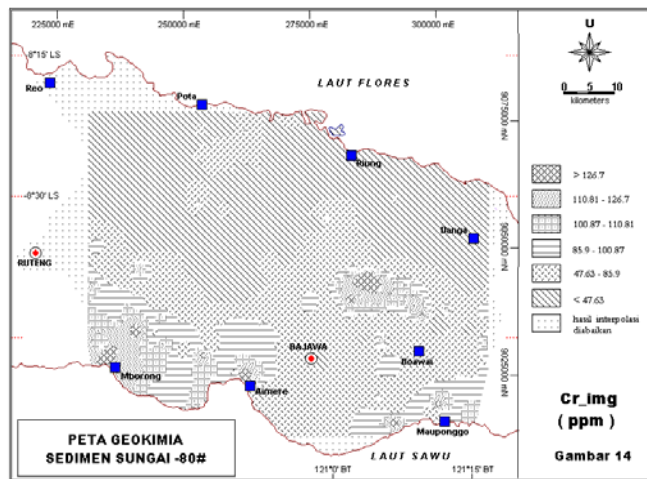 225000 mE 250000 mE 275000 mE 300000 mE
-8°15' LS
LAUT FLORES
U
0 5 10
kilometers
Reo
Pota
9075000 mN
Riung
-8°30' LS
Danga
9050000 mN
RUTENG
> 126.7
110.81 - 126.7
100.87 - 110.81
85.9 - 100.87
47.63 - 85.9
< 47.63
hasil interpolasi
diabaikan
BAJAWA
Boawai
Mborong
Aimere
9025000 mN
Cr_img
( ppm )
Gambar 14
Mauponggo
PETA GEOKIMIA
SEDIMEN SUNGAI -80#
LAUT SAWU
121°0' BT 121°15' BT